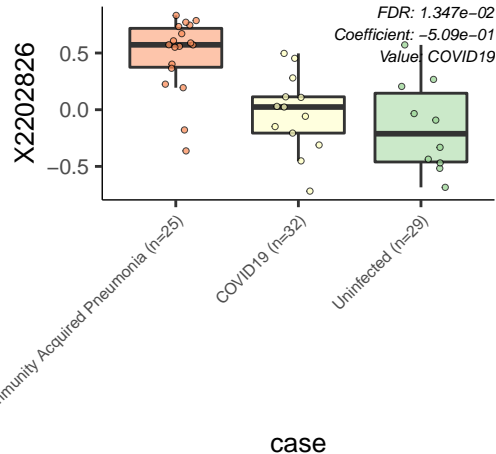 FDR: 1.347e−02
Coefficient: −5.09e−01
Value: COVID19
X2202826
0.5
0.0
−0.5
Acquired Pneumonia (n=25)
COVID19 (n=32)
Uninfected (n=29)
case